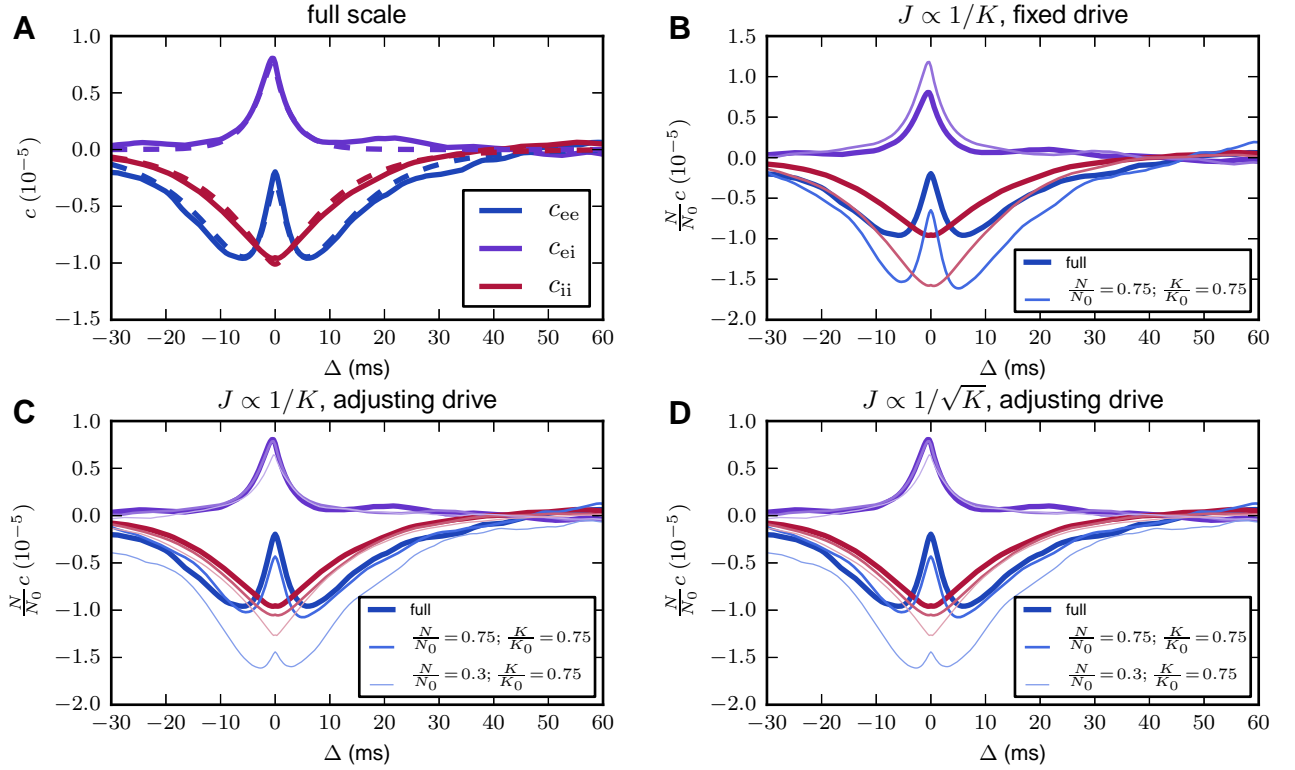 A
full scale
1.0
0.5
0.0
−0.5
−1.0
−1.5
c (10⁻⁵)
c_ee
c_ei
c_ii
−30 −20 −10 0 10 20 30 40 50 60
Δ (ms)
B
J ∝ 1/K, fixed drive
1.5
1.0
0.5
0.0
−0.5
−1.0
−1.5
−2.0
N/N₀ c (10⁻⁵)
full
N/N₀ = 0.75; K/K₀ = 0.75
−30 −20 −10 0 10 20 30 40 50 60
Δ (ms)
C
J ∝ 1/K, adjusting drive
1.0
0.5
0.0
−0.5
−1.0
−1.5
−2.0
N/N₀ c (10⁻⁵)
full
N/N₀ = 0.75; K/K₀ = 0.75
N/N₀ = 0.3; K/K₀ = 0.75
−30 −20 −10 0 10 20 30 40 50 60
Δ (ms)
D
J ∝ 1/√K, adjusting drive
1.0
0.5
0.0
−0.5
−1.0
−1.5
−2.0
N/N₀ c (10⁻⁵)
full
N/N₀ = 0.75; K/K₀ = 0.75
N/N₀ = 0.3; K/K₀ = 0.75
−30 −20 −10 0 10 20 30 40 50 60
Δ (ms)